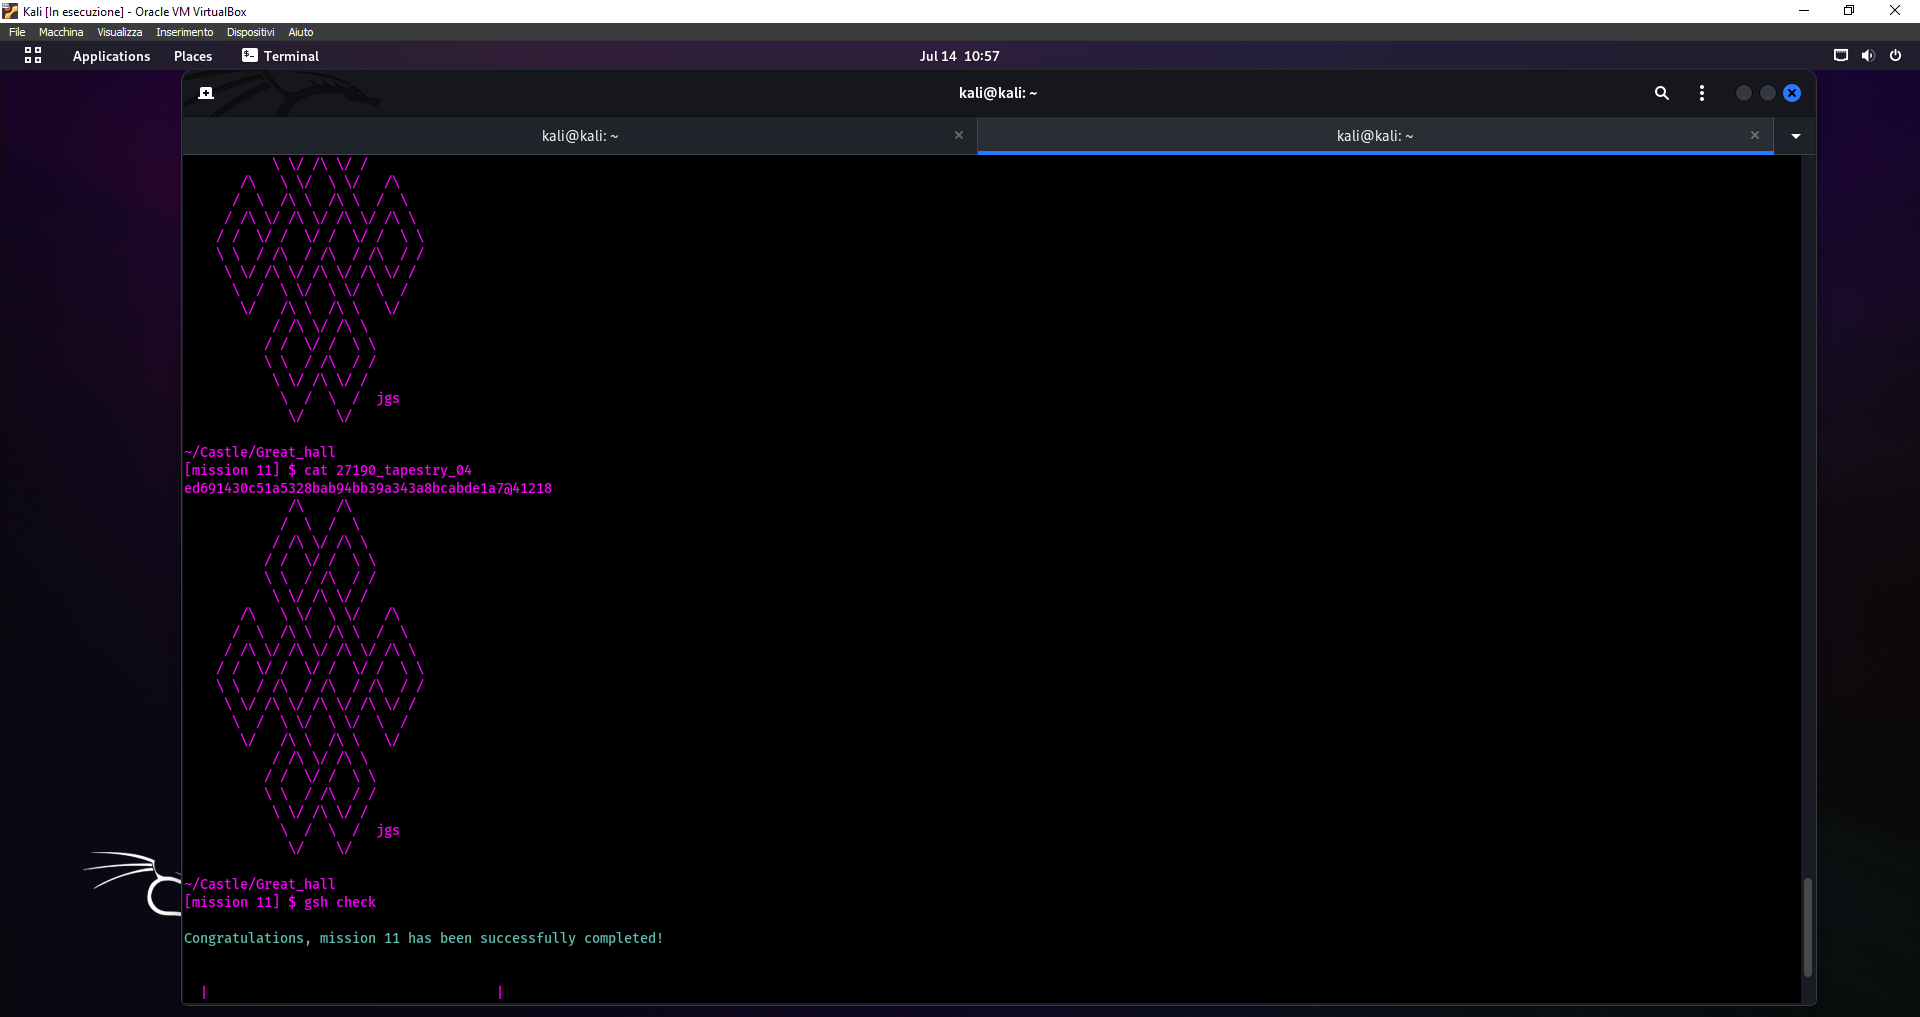 Kali [In esecuzione] - Oracle VM VirtualBox
File Macchina Visualizza Inserimento Dispositivi Aiuto
Applications Places Terminal Jul 14 10:57
kali@kali: ~
kali@kali: ~ kali@kali: ~
jgs
~/Castle/Great_hall
[mission 11] $ cat 27190_tapestry_04
ed691430c51a5328bab94bb39a343a8bcabde1a7@41218
jgs
~/Castle/Great_hall
[mission 11] $ gsh check
Congratulations, mission 11 has been successfully completed!